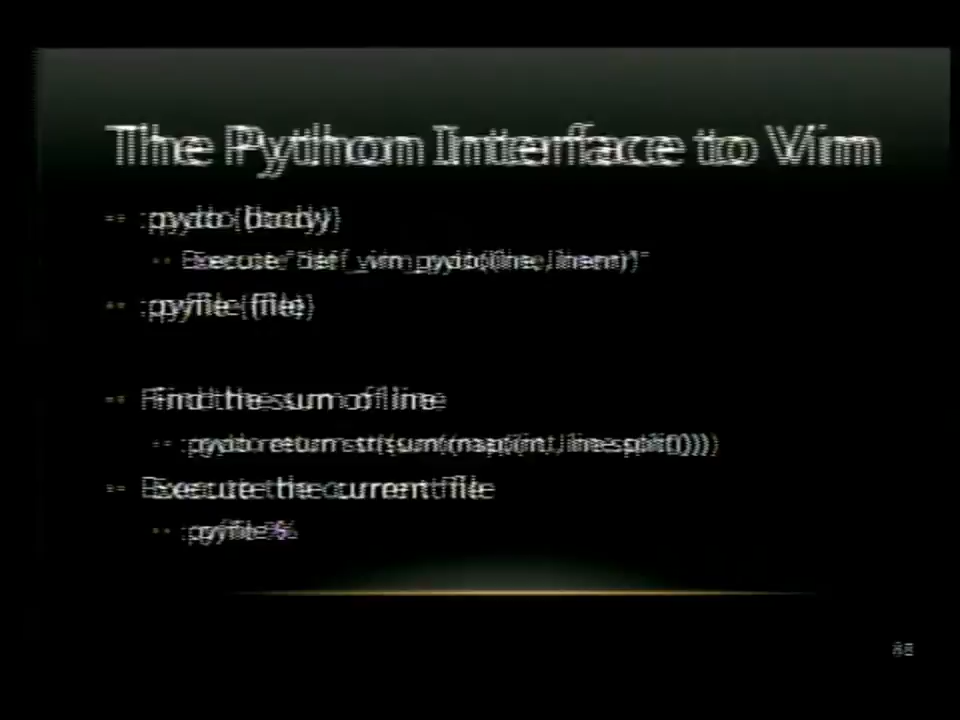 The Python Interface to Vim
:pydo {body}
Execute "def _vim_pydo(line, linenr)"
:pyfile {file}
Find the sum of line
:pydo return str(sum(map(int, line.split())))
Execute the current file
:pyfile %